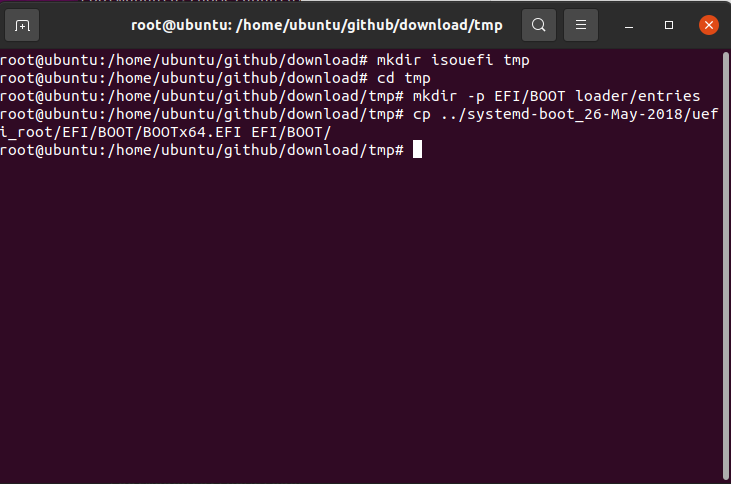 root@ubuntu: /home/ubuntu/github/download/tmp
root@ubuntu:/home/ubuntu/github/download# mkdir isouefi tmp
root@ubuntu:/home/ubuntu/github/download# cd tmp
root@ubuntu:/home/ubuntu/github/download/tmp# mkdir -p EFI/BOOT loader/entries
root@ubuntu:/home/ubuntu/github/download/tmp# cp ../systemd-boot_26-May-2018/uef
i_root/EFI/BOOT/BOOTx64.EFI EFI/BOOT/
root@ubuntu:/home/ubuntu/github/download/tmp#